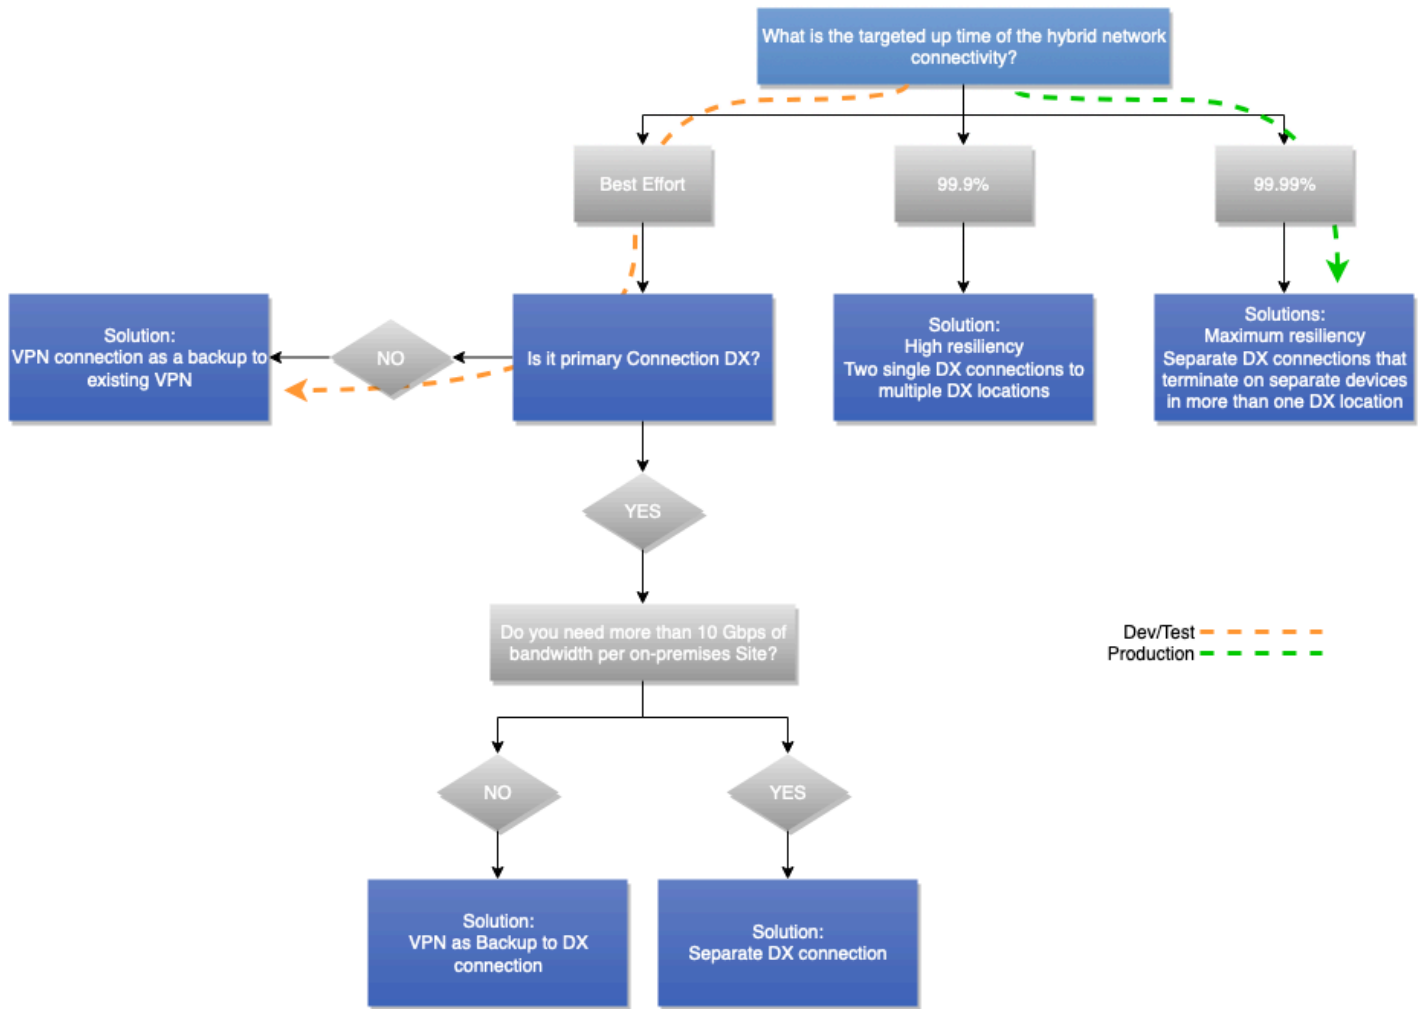 What is the targeted up time of the hybrid network
connectivity?
Best Effort
99.9%
99.99%
Solution:
VPN connection as a backup to
existing VPN
NO
Is it primary Connection DX?
Solution:
High resiliency
Two single DX connections to
multiple DX locations
Solutions:
Maximum resiliency
Separate DX connections that
terminate on separate devices
in more than one DX location
YES
Do you need more than 10 Gbps of
bandwidth per on-premises Site?
Dev/Test
Production
NO
YES
Solution:
VPN as Backup to DX
connection
Solution:
Separate DX connection